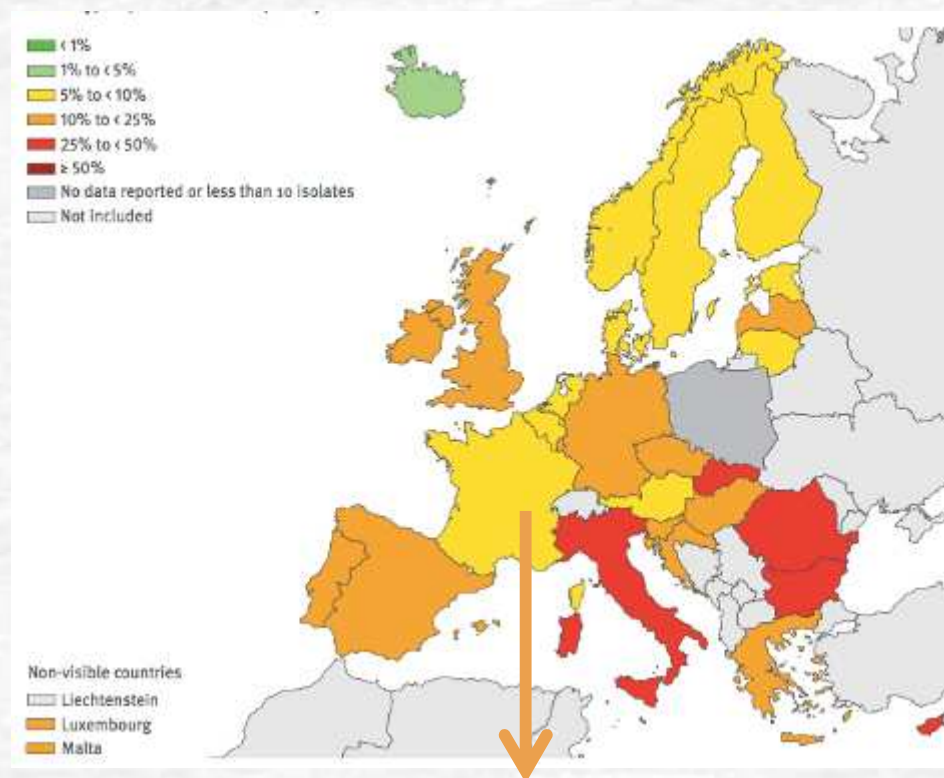 < 1%
1% to < 5%
5% to < 10%
10% to < 25%
25% to < 50%
≥ 50%
No data reported or less than 10 isolates
Not included
Non-visible countries
Liechtenstein
Luxembourg
Malta